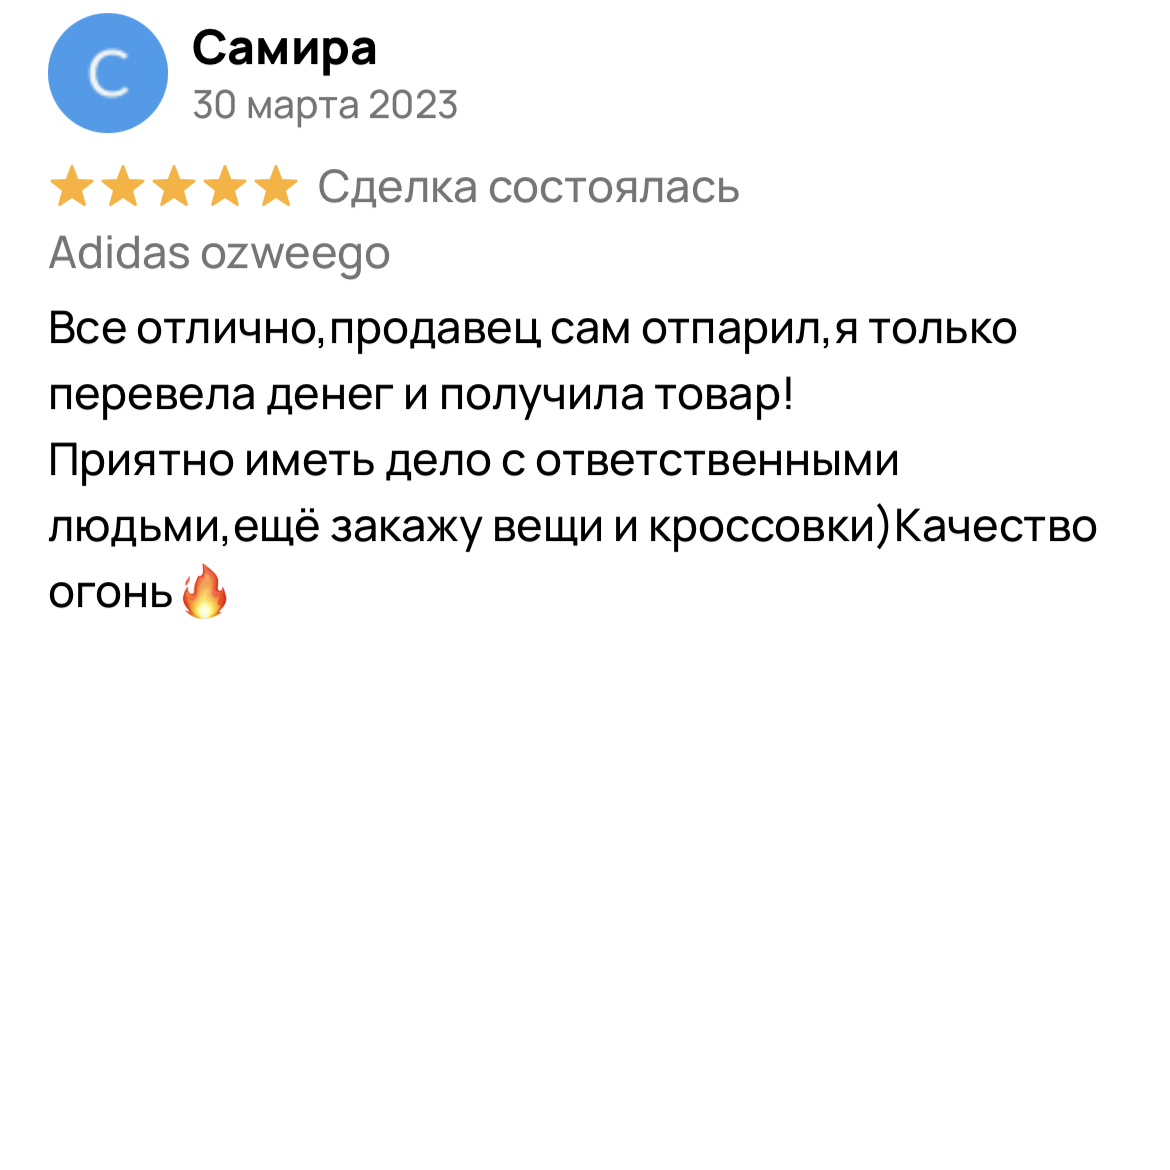 С
Самира
30 марта 2023
Сделка состоялась
Adidas ozweego
Все отлично,продавец сам отпарил,я только
перевела денег и получила товар!
Приятно иметь дело с ответственными
людьми,ещё закажу вещи и кроссовки)Качество
огонь🔥